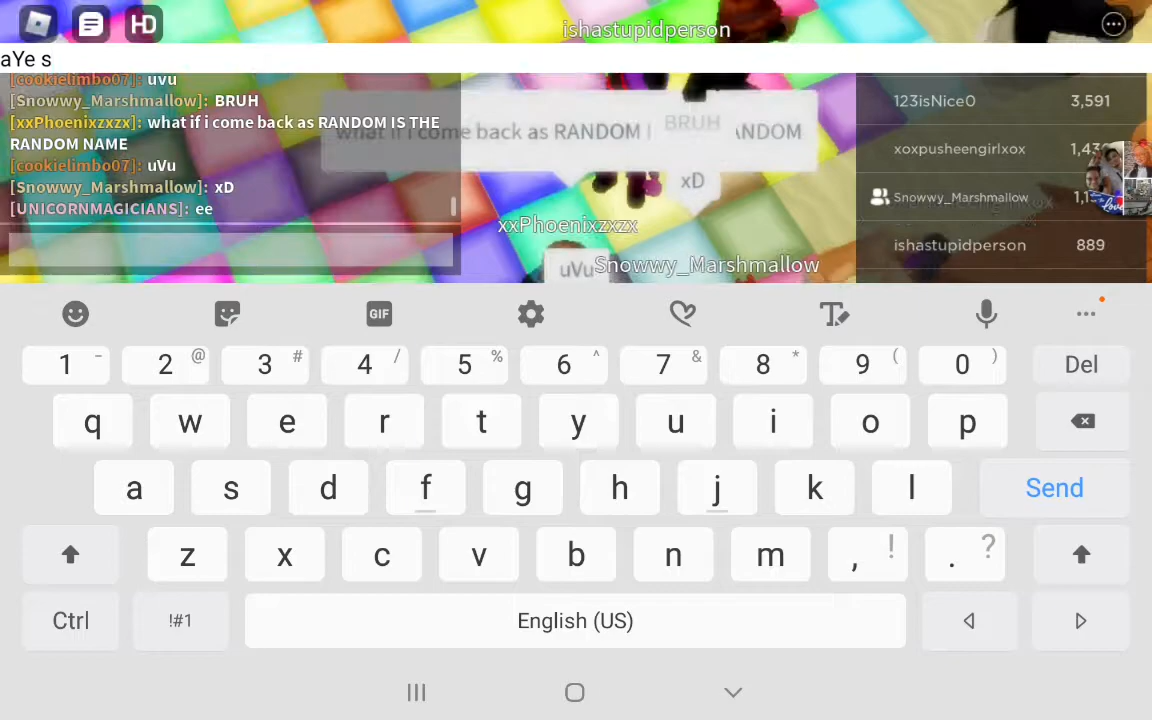 HD
ishastupidperson
aYe s
[cookielimbo07]: uvu
[Snowwy_Marshmallow]: BRUH
[xxPhoenixzxzx]: what if i come back as RANDOM IS THE
RANDOM NAME
[cookielimbo07]: uVu
[Snowwy_Marshmallow]: xD
[UNICORNMAGICIANS]: ee
what if i come back as RANDOM
BRUH
xD
xxPhoenixzxzx
uVu
Snowwy_Marshmallow
123isNice0 3,591
xoxpusheengirlxox
Snowwy_Marshmallow
ishastupidperson 889
GIF
1 - 2 @ 3 # 4 / 5 % 6 ^ 7 & 8 * 9 ( 0 ) Del
q w e r t y u i o p
a s d f g h j k l Send
z x c v b n m , ! . ?
Ctrl !#1 English (US)